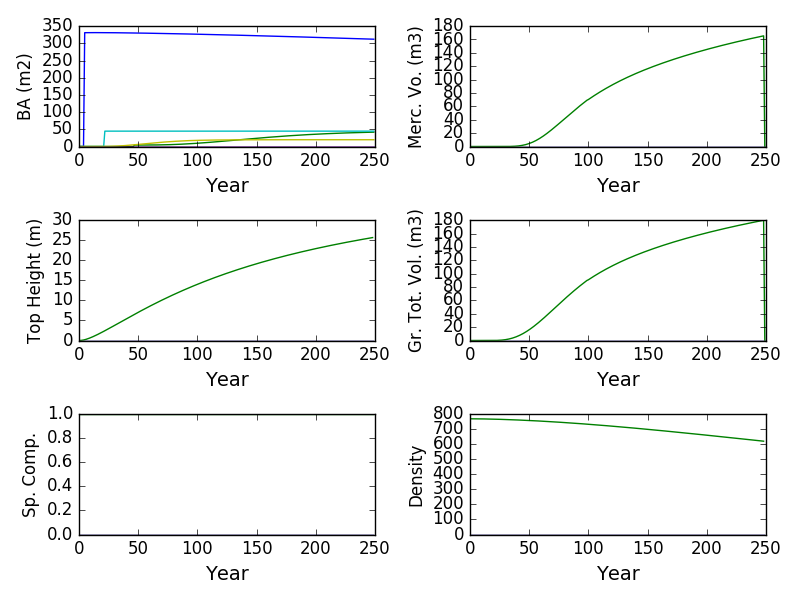 BA (m2)
350
300
250
200
150
100
50
0
0 50 100 150 200 250
Year
Merc. Vo. (m3)
180
160
140
120
100
80
60
40
20
0
0 50 100 150 200 250
Year
Top Height (m)
30
25
20
15
10
5
0
0 50 100 150 200 250
Year
Gr. Tot. Vol. (m3)
180
160
140
120
100
80
60
40
20
0
0 50 100 150 200 250
Year
Sp. Comp.
1.0
0.8
0.6
0.4
0.2
0.0
0 50 100 150 200 250
Year
Density
800
700
600
500
400
300
200
100
0
0 50 100 150 200 250
Year